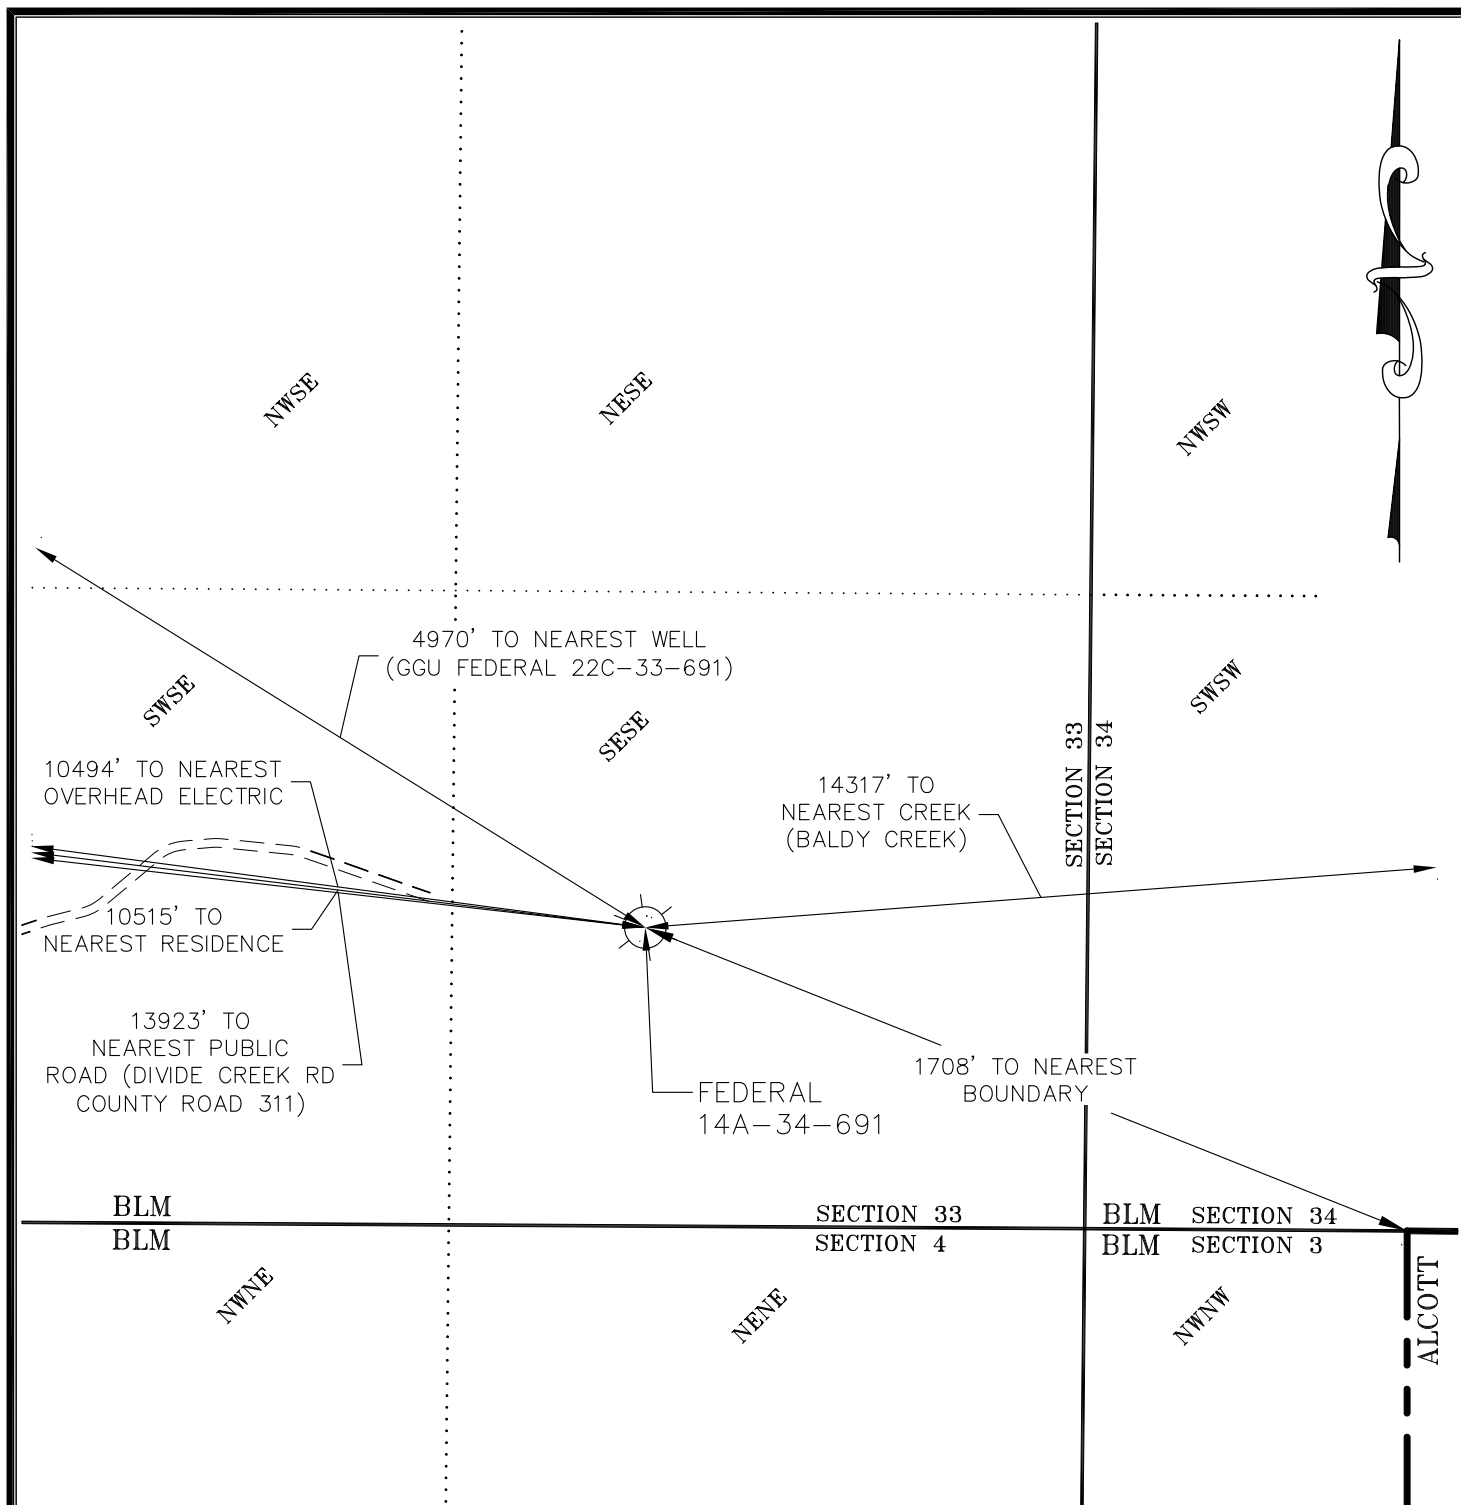 NWSE
NESE
NWSW
4970' TO NEAREST WELL
(GGU FEDERAL 22C-33-691)
SWSE
SESE
SWSW
SECTION 33
SECTION 34
10494' TO NEAREST
OVERHEAD ELECTRIC
14317' TO
NEAREST CREEK
(BALDY CREEK)
10515' TO
NEAREST RESIDENCE
13923' TO
NEAREST PUBLIC
ROAD (DIVIDE CREEK RD
COUNTY ROAD 311)
1708' TO NEAREST
BOUNDARY
FEDERAL
14A-34-691
BLM
SECTION 33
BLM SECTION 34
BLM
SECTION 4
BLM SECTION 3
NWNE
NENE
NWNW
ALCOTT